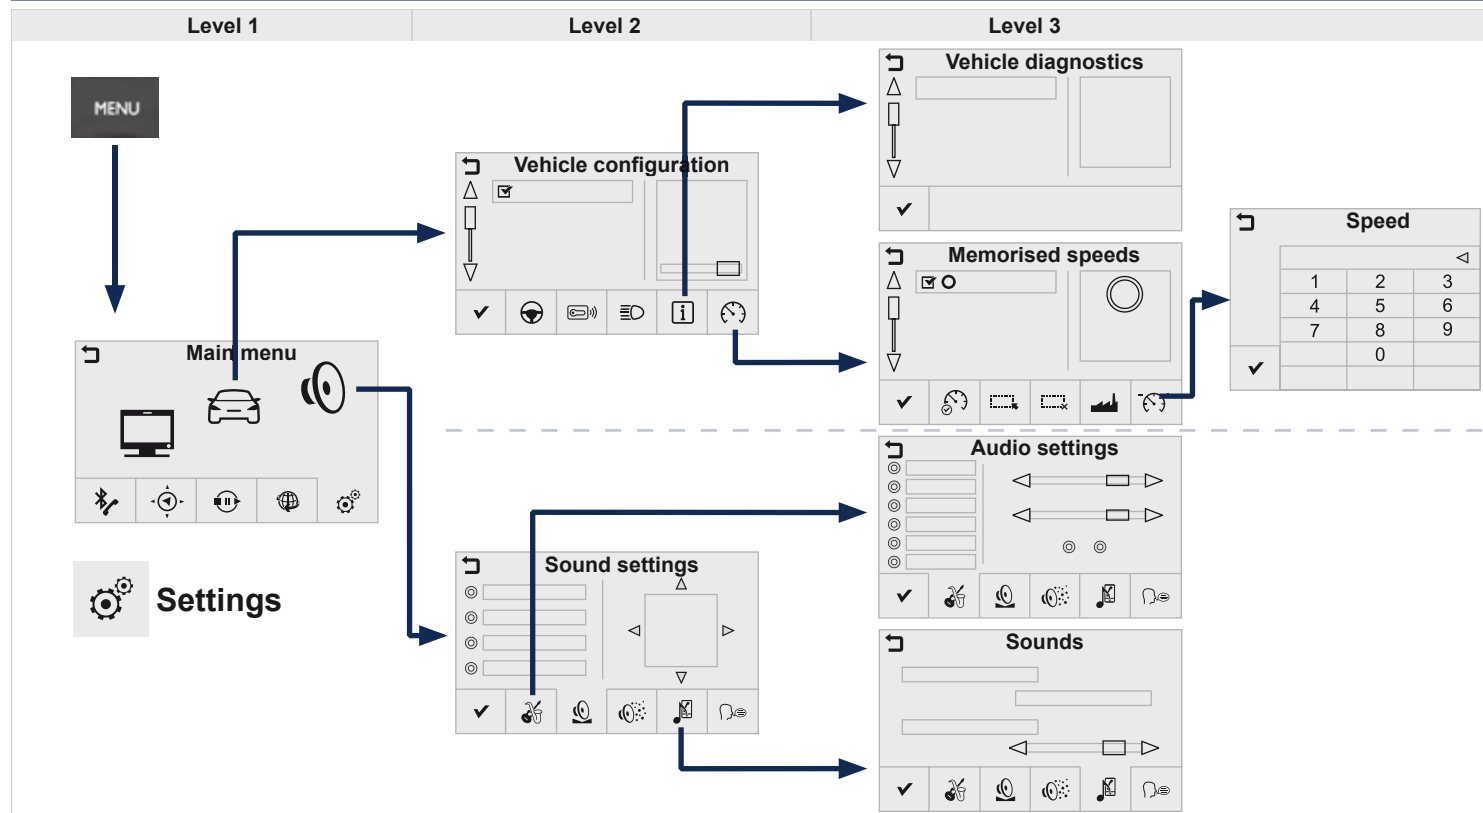 Level 1
Level 2
Level 3
MENU
Main menu
Settings
Vehicle configuration
i
Sound settings
Vehicle diagnostics
Memorised speeds
Speed
1 2 3
4 5 6
7 8 9
0
Audio settings
Sounds